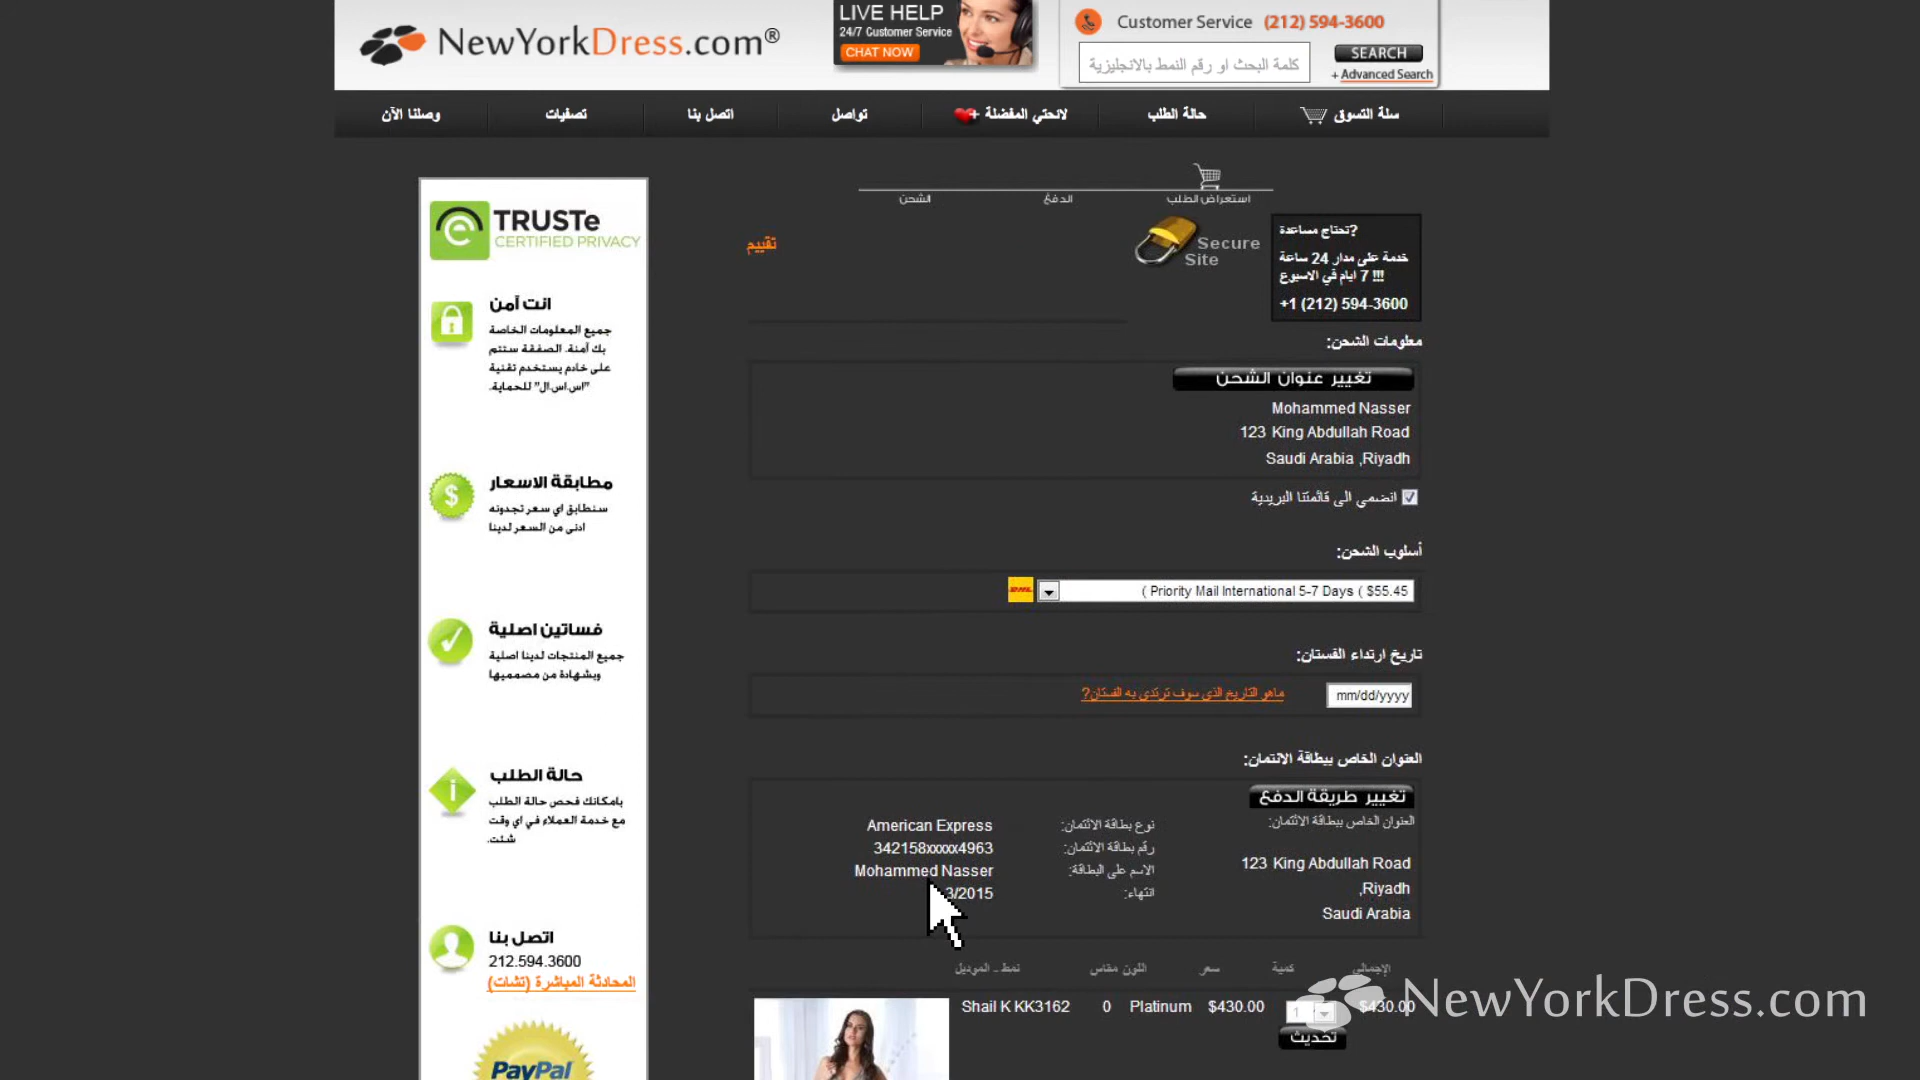 NewYorkDress.com®
LIVE HELP
24/7 Customer Service
CHAT NOW
Customer Service (212) 594-3600
كلمة البحث او رقم النمط بالانجليزية
SEARCH
+ Advanced Search
سلة التسوق
حالة الطلب
لائحتي المفضلة
تواصل
اتصل بنا
تصفيات
وصلنا الآن
استعراض الطلب
الدفع
الشحن
تقييم
Secure
Site
تحتاج مساعدة?
خدمة على مدار 24 ساعة
7 ايام في الاسبوع !!!
+1 (212) 594-3600
معلومات الشحن:
تغيير عنوان الشحن
Mohammed Nasser
123 King Abdullah Road
Saudi Arabia ,Riyadh
انضمي الى قائمتنا البريدية
أسلوب الشحن:
( Priority Mail International 5-7 Days ( $55.45
DHL
تاريخ ارتداء الفستان:
mm/dd/yyyy
ماهو التاريخ الذي سوف ترتدي به الفستان?
العنوان الخاص ببطاقة الائتمان:
تغيير طريقة الدفع
العنوان الخاص ببطاقة الائتمان:
123 King Abdullah Road
,Riyadh
Saudi Arabia
نوع بطاقة الائتمان: American Express
رقم بطاقة الائتمان: 342158xxxxx4963
الاسم على البطاقة: Mohammed Nasser
انتهاء: 3/2015
الإجمالي كمية سعر اللون مقاس نمط - الموديل
Shail K KK3162 0 Platinum $430.00 1 $430.00
تحديث
TRUSTe
CERTIFIED PRIVACY
انت آمن
جميع المعلومات الخاصة
بك آمنة. الصفقة ستتم
على خادم يستخدم تقنية
"اس.اس.ال" للحماية.
مطابقة الاسعار
سنطابق اي سعر تجدونه
ادنى من السعر لدينا
فساتين اصلية
جميع المنتجات لدينا اصلية
وبشهادة من مصمميها
حالة الطلب
بامكانك فحص حالة الطلب
مع خدمة العملاء في اي وقت
شئت.
اتصل بنا
212.594.3600
المحادثة المباشرة (تشات)
PayPal
NewYorkDress.com